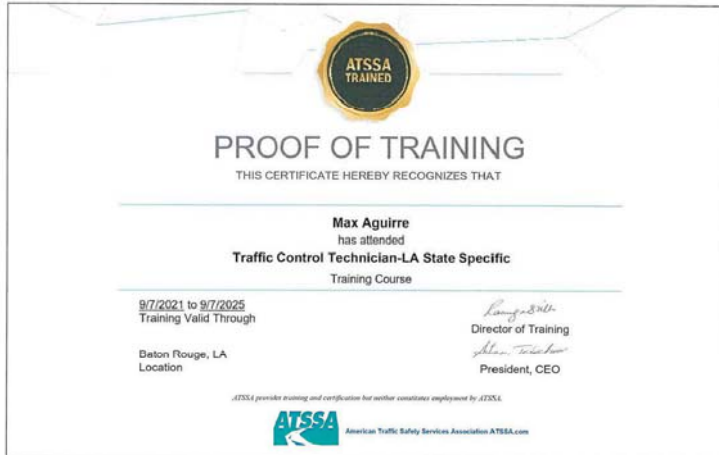 ATSSA
TRAINED
PROOF OF TRAINING
THIS CERTIFICATE HEREBY RECOGNIZES THAT
Max Aguirre
has attended
Traffic Control Technician-LA State Specific
Training Course
9/7/2021 to 9/7/2025
Training Valid Through
Director of Training
Baton Rouge, LA
Location
President, CEO
ATSSA provides training and certification but neither constitutes employment by ATSSA.
ATSSA
American Traffic Safety Services Association ATSSA.com